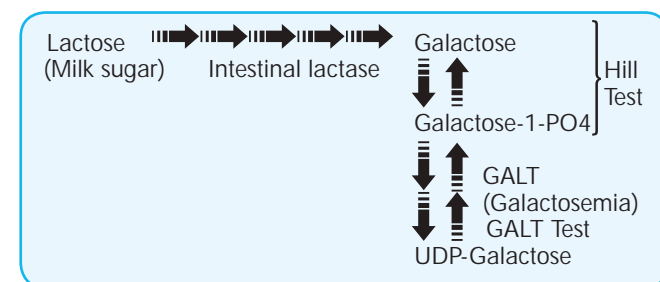 Lactose
(Milk sugar)
Intestinal lactase
Galactose
Hill
Test
Galactose-1-PO4
GALT
(Galactosemia)
GALT Test
UDP-Galactose